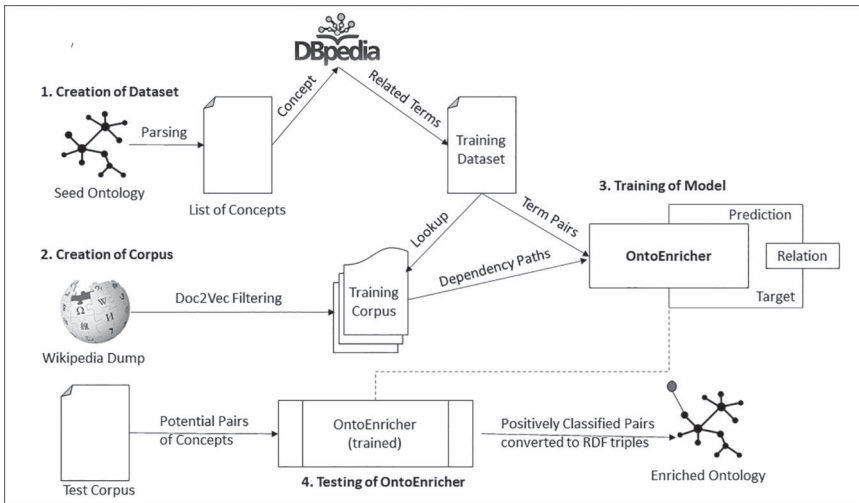 DBpedia
1. Creation of Dataset
Parsing
Concept
Related Terms
Training
Dataset
Seed Ontology
List of Concepts
3. Training of Model
Prediction
Term Pairs
OntoEnricher
Relation
Lookup
Dependency Paths
Target
2. Creation of Corpus
Doc2Vec Filtering
Training
Corpus
Wikipedia Dump
Potential Pairs
of Concepts
OntoEnricher
(trained)
Positively Classified Pairs
converted to RDF triples
Test Corpus
4. Testing of OntoEnricher
Enriched Ontology